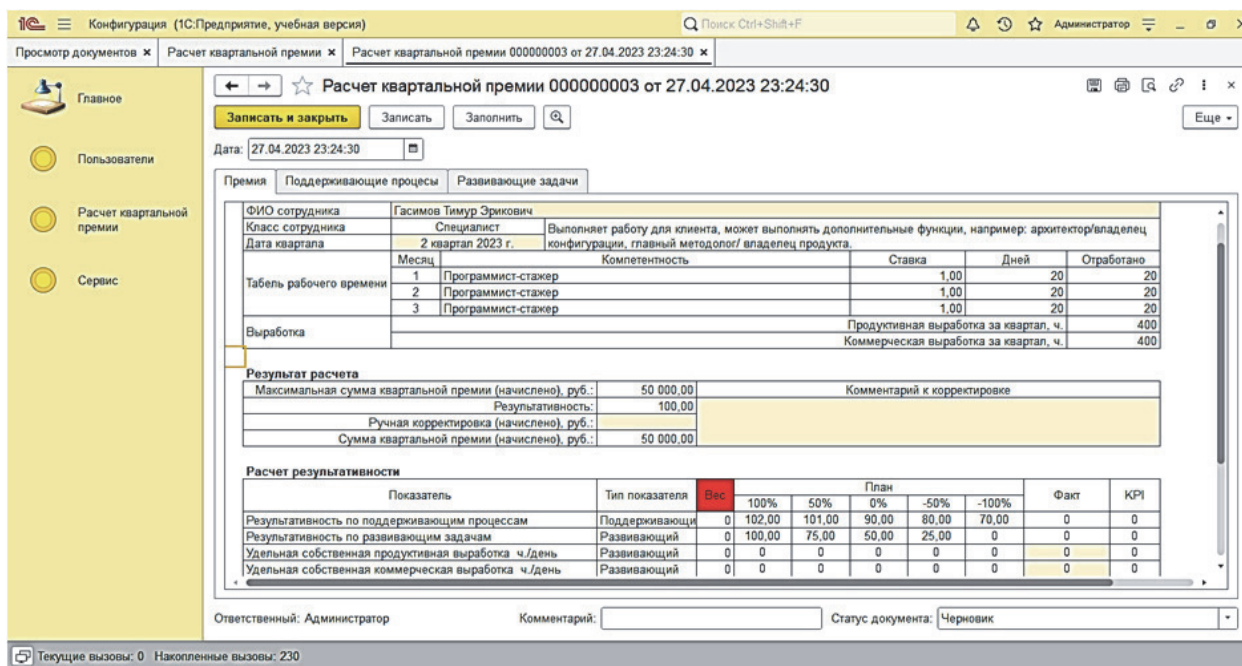 1С Конфигурация (1С:Предприятие, учебная версия) Поиск Ctrl+Shift+F Администратор
Просмотр документов × Расчет квартальной премии × Расчет квартальной премии 000000003 от 27.04.2023 23:24:30 ×
Главное
Пользователи
Расчет квартальной
премии
Сервис
Расчет квартальной премии 000000003 от 27.04.2023 23:24:30
Записать и закрыть Записать Заполнить Еще
Дата: 27.04.2023 23:24:30
Премия Поддерживающие процесы Развивающие задачи
ФИО сотрудника Гасимов Тимур Эрикович
Класс сотрудника Специалист Выполняет работу для клиента, может выполнять дополнительные функции, например: архитектор/владелец
Дата квартала 2 квартал 2023 г. конфигурации, главный методолог/ владелец продукта.
Табель рабочего времени Месяц Компетентность Ставка Дней Отработано
1 Программист-стажер 1,00 20 20
2 Программист-стажер 1,00 20 20
3 Программист-стажер 1,00 20 20
Выработка Продуктивная выработка за квартал, ч. 400
Коммерческая выработка за квартал, ч. 400
Результат расчета
Максимальная сумма квартальной премии (начислено), руб.: 50 000,00 Комментарий к корректировке
Результативность: 100,00
Ручная корректировка (начислено), руб.:
Сумма квартальной премии (начислено), руб.: 50 000,00
Расчет результативности
Показатель Тип показателя Вес План Факт KPI
100% 50% 0% -50% -100%
Результативность по поддерживающим процессам Поддерживающи 0 102,00 101,00 90,00 80,00 70,00 0 0
Результативность по развивающим задачам Развивающий 0 100,00 75,00 50,00 25,00 0 0 0
Удельная собственная продуктивная выработка ч./день Развивающий 0 0 0 0 0 0 0 0
Удельная собственная коммерческая выработка ч./день Развивающий 0 0 0 0 0 0 0 0
Ответственный: Администратор Комментарий: Статус документа: Черновик
Текущие вызовы: 0 Накопленные вызовы: 230